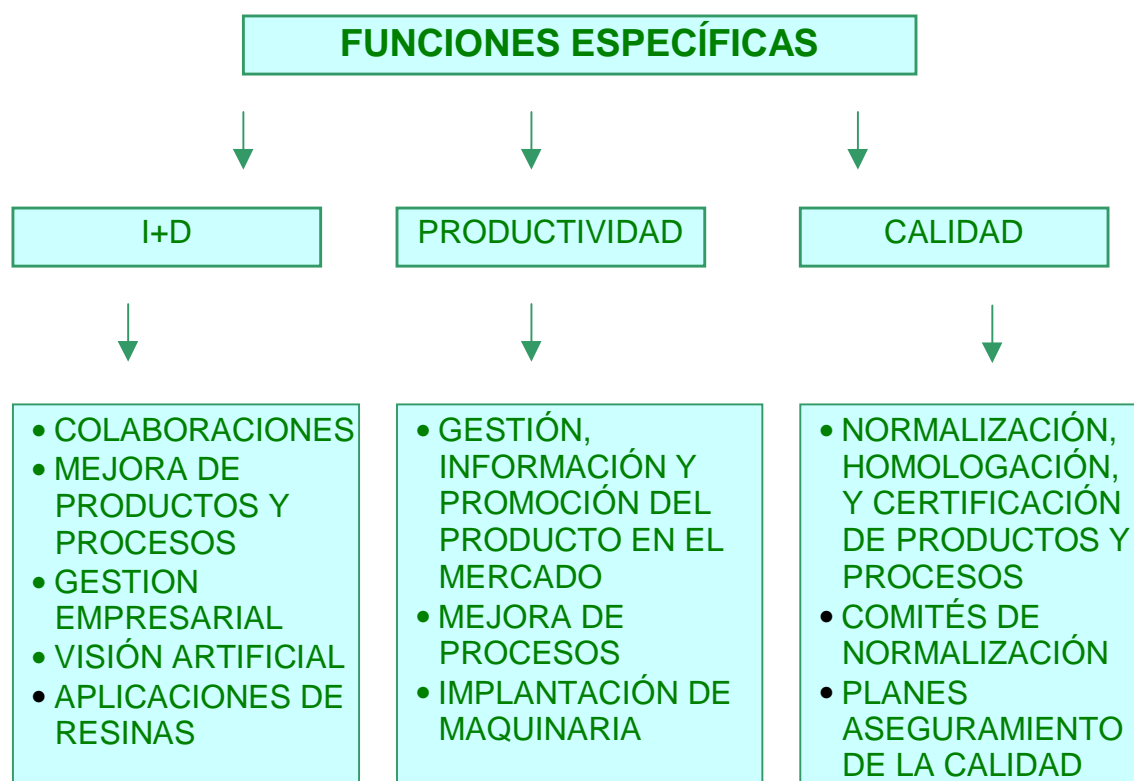 FUNCIONES ESPECÍFICAS
I+D
PRODUCTIVIDAD
CALIDAD
• COLABORACIONES
• MEJORA DE
PRODUCTOS Y
PROCESOS
• GESTION
EMPRESARIAL
• VISIÓN ARTIFICIAL
• APLICACIONES DE
RESINAS
• GESTIÓN,
INFORMACIÓN Y
PROMOCIÓN DEL
PRODUCTO EN EL
MERCADO
• MEJORA DE
PROCESOS
• IMPLANTACIÓN DE
MAQUINARIA
• NORMALIZACIÓN,
HOMOLOGACIÓN,
Y CERTIFICACIÓN
DE PRODUCTOS Y
PROCESOS
• COMITÉS DE
NORMALIZACIÓN
• PLANES
ASEGURAMIENTO
DE LA CALIDAD